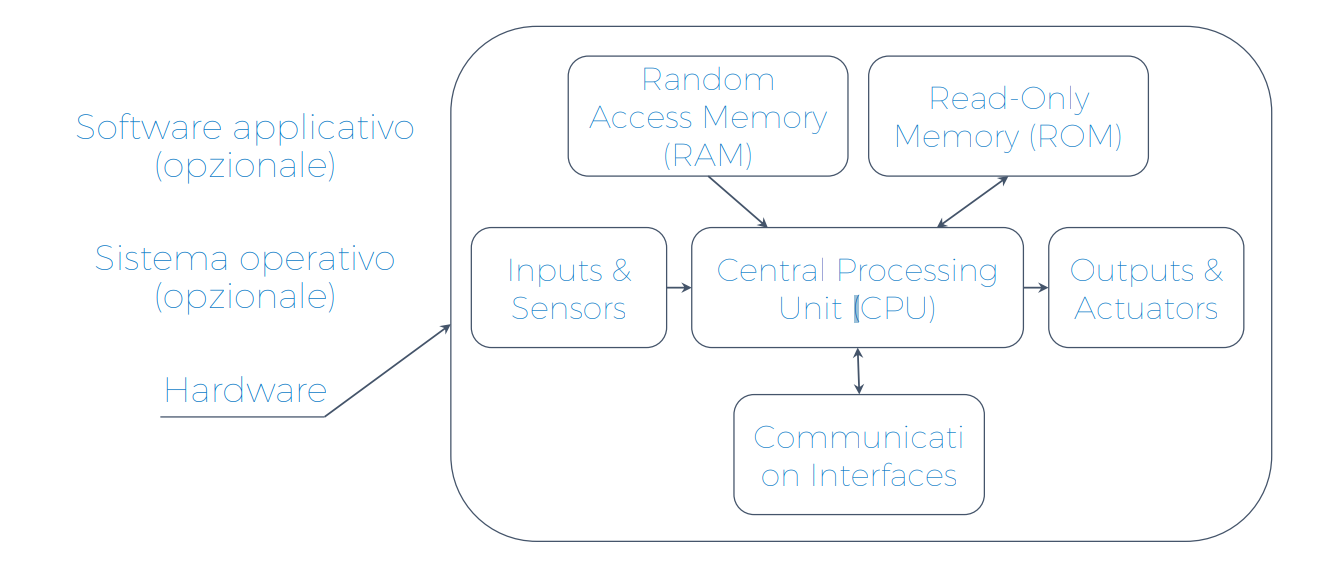 Software applicativo
(opzionale)
Sistema operativo
(opzionale)
Hardware
Random
Access Memory
(RAM)
Read-Only
Memory (ROM)
Inputs &
Sensors
Central Processing
Unit (CPU)
Outputs &
Actuators
Communicati
on Interfaces